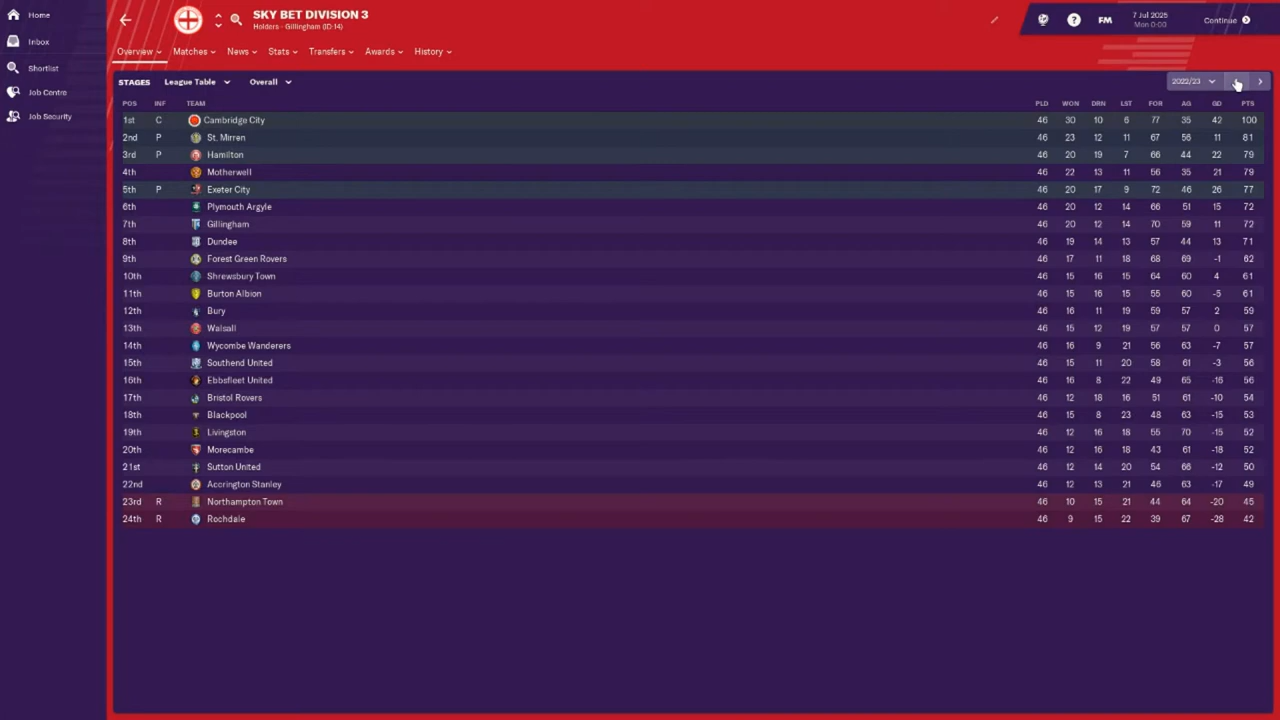 Home
Inbox
Shortlist
Job Centre
Job Security
SKY BET DIVISION 3
Holders - Gillingham (ID:14)
FM
7 Jul 2025
Mon 0:00
Continue
Overview Matches News Stats Transfers Awards History
STAGES League Table Overall 2022/23
POS INF TEAM PLD WON DRN LST FOR AG GD PTS
1st C Cambridge City 46 30 10 6 77 35 42 100
2nd P St. Mirren 46 23 12 11 67 56 11 81
3rd P Hamilton 46 20 19 7 66 44 22 79
4th Motherwell 46 22 13 11 56 35 21 79
5th P Exeter City 46 20 17 9 72 46 26 77
6th Plymouth Argyle 46 20 12 14 66 51 15 72
7th Gillingham 46 20 12 14 70 59 11 72
8th Dundee 46 19 14 13 57 44 13 71
9th Forest Green Rovers 46 17 11 18 68 69 -1 62
10th Shrewsbury Town 46 15 16 15 64 60 4 61
11th Burton Albion 46 15 16 15 55 60 -5 61
12th Bury 46 16 11 19 59 57 2 59
13th Walsall 46 15 12 19 57 57 0 57
14th Wycombe Wanderers 46 16 9 21 56 63 -7 57
15th Southend United 46 15 11 20 58 61 -3 56
16th Ebbsfleet United 46 16 8 22 49 65 -16 56
17th Bristol Rovers 46 12 18 16 51 61 -10 54
18th Blackpool 46 15 8 23 48 63 -15 53
19th Livingston 46 12 16 18 55 70 -15 52
20th Morecambe 46 12 16 18 43 61 -18 52
21st Sutton United 46 12 14 20 54 66 -12 50
22nd Accrington Stanley 46 12 13 21 46 63 -17 49
23rd R Northampton Town 46 10 15 21 44 64 -20 45
24th R Rochdale 46 9 15 22 39 67 -28 42